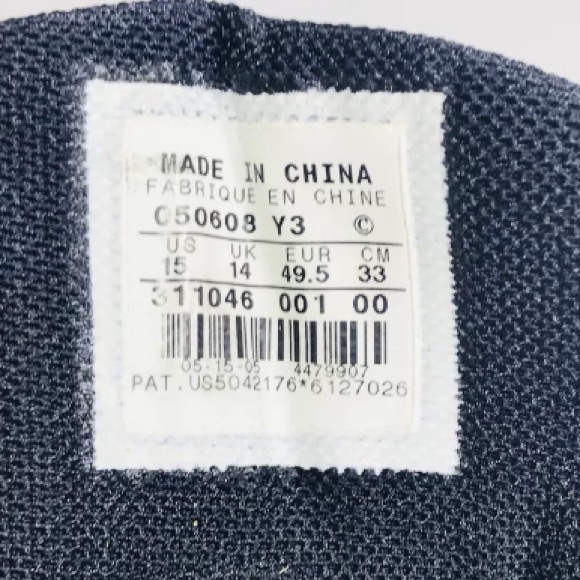 MADE IN CHINA
FABRIQUE EN CHINE
050608 Y3 ©
US UK EUR CM
15 14 49.5 33
311046 001 00
05-15-05 4479907
PAT.US5042176*6127026